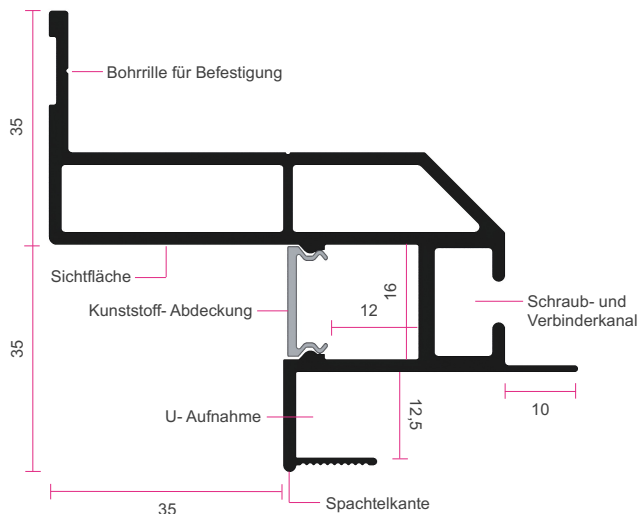 Bohrrille für Befestigung
35
Sichtfläche
Kunststoff- Abdeckung
16
12
Schraub- und
Verbinderkanal
35
U- Aufnahme
12,5
10
35
Spachtelkante